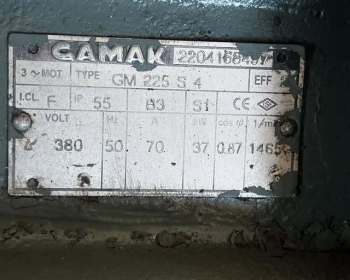 GAMAK
3~MOT. TYPE GM 225 S 4 EFF
I.CL. F IP 55 B3 S1 CE
VOLT Hz A kW cos φ 1/min
380 50. 70. 37 0.87 1465